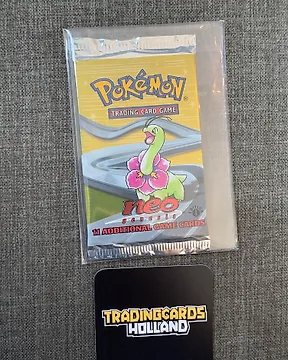 POKéMON
TRADING CARD GAME
neo
GENESIS
11 ADDITIONAL GAME CARDS
TRADINGCARDS
HOLLAND